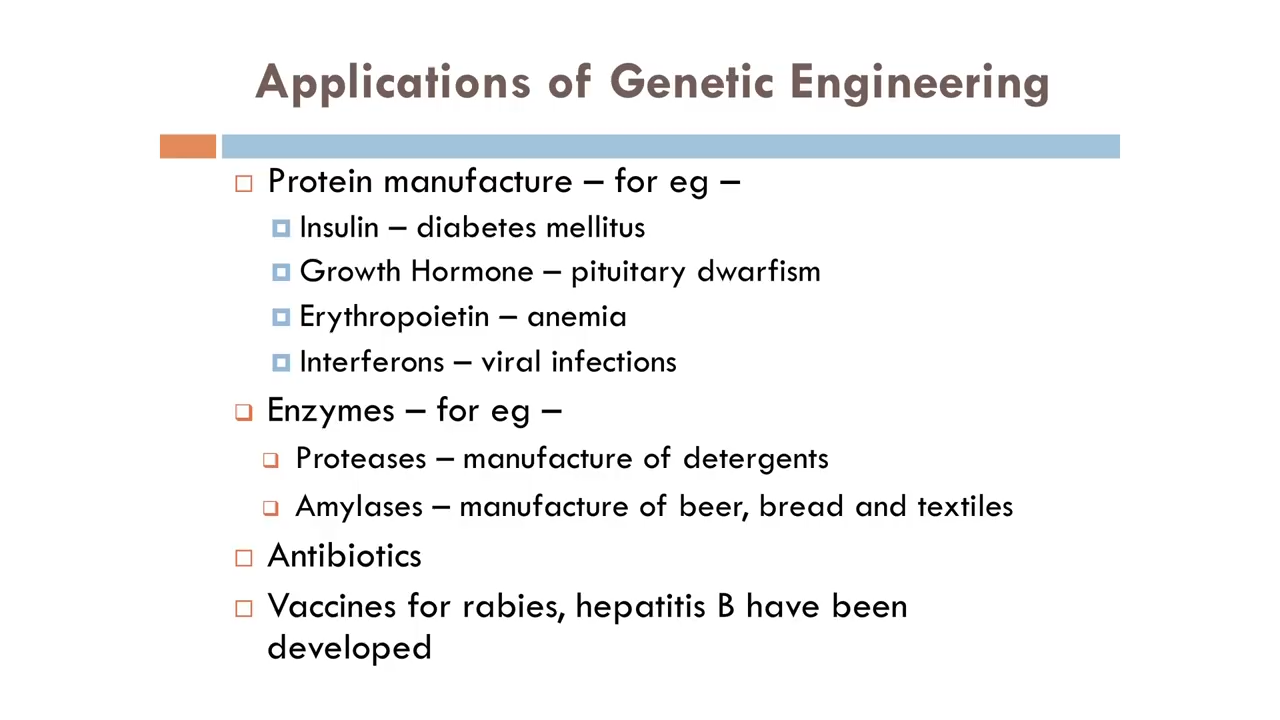 Applications of Genetic Engineering
Protein manufacture – for eg –
Insulin – diabetes mellitus
Growth Hormone – pituitary dwarfism
Erythropoietin – anemia
Interferons – viral infections
Enzymes – for eg –
Proteases – manufacture of detergents
Amylases – manufacture of beer, bread and textiles
Antibiotics
Vaccines for rabies, hepatitis B have been
developed